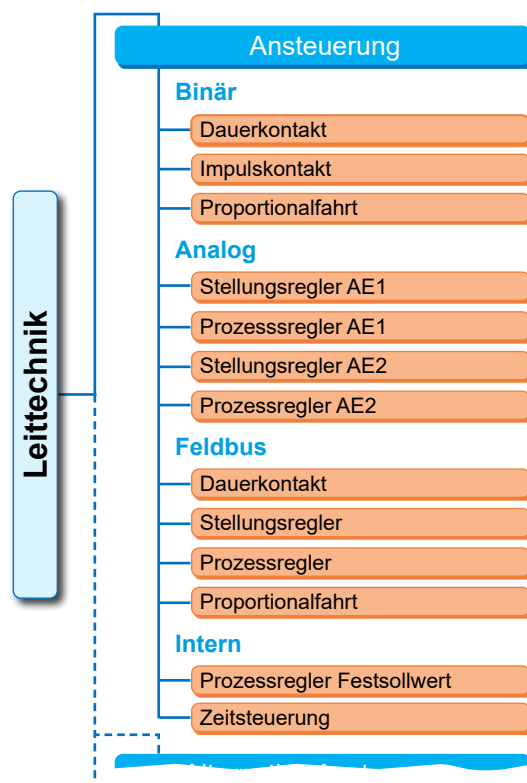 Ansteuerung
Binär
Dauerkontakt
Impulskontakt
Proportionalfahrt
Analog
Stellungsregler AE1
Prozesssregler AE1
Stellungsregler AE2
Prozessregler AE2
Feldbus
Dauerkontakt
Stellungsregler
Prozessregler
Proportionalfahrt
Intern
Prozessregler Festsollwert
Zeitsteuerung
Leittechnik